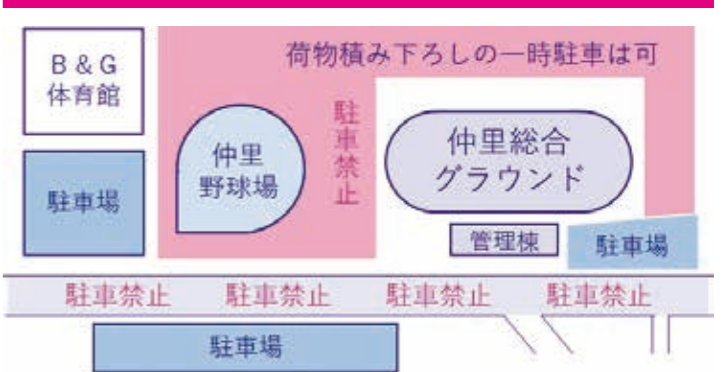 B & G
体育館
荷物積み下ろしの一時駐車は可
駐車禁止
仲里
野球場
仲里総合
グラウンド
駐車場
管理棟
駐車場
駐車禁止 駐車禁止 駐車禁止 駐車禁止
駐車場